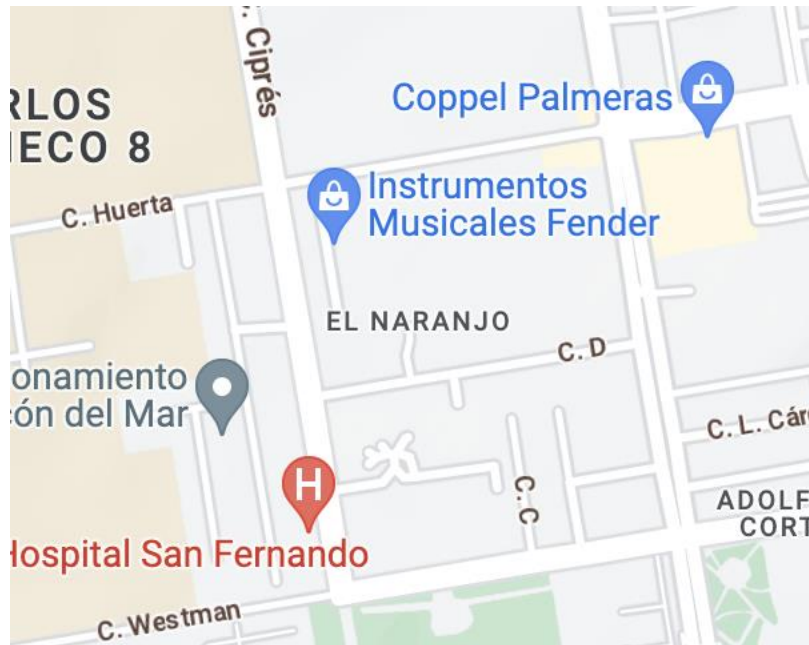 . Ciprés
RLOS
IECO 8
Coppel Palmeras
C. Huerta
Instrumentos
Musicales Fender
EL NARANJO
C. D
onamiento
ón del Mar
C. L. Cár
C. C
H
ADOLF
CORT
Hospital San Fernando
C. Westman